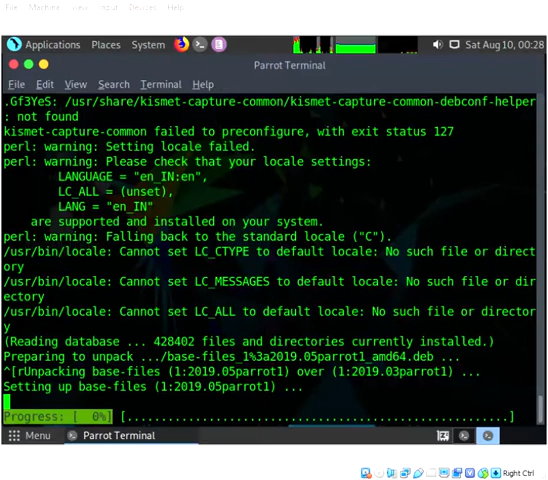 File Machine View Input Devices Help
Applications Places System Sat Aug 10, 00:28
Parrot Terminal
File Edit View Search Terminal Help
.Gf3YeS: /usr/share/kismet-capture-common/kismet-capture-common-debconf-helper
: not found
kismet-capture-common failed to preconfigure, with exit status 127
perl: warning: Setting locale failed.
perl: warning: Please check that your locale settings:
LANGUAGE = "en_IN:en",
LC_ALL = (unset),
LANG = "en_IN"
are supported and installed on your system.
perl: warning: Falling back to the standard locale ("C").
/usr/bin/locale: Cannot set LC_CTYPE to default locale: No such file or direct
ory
/usr/bin/locale: Cannot set LC_MESSAGES to default locale: No such file or dir
ectory
/usr/bin/locale: Cannot set LC_ALL to default locale: No such file or director
y
(Reading database ... 428402 files and directories currently installed.)
Preparing to unpack .../base-files_1%3a2019.05parrot1_amd64.deb ...
^[rUnpacking base-files (1:2019.05parrot1) over (1:2019.03parrot1) ...
Setting up base-files (1:2019.05parrot1) ...
Progress: [  0%] [..........................................................]
Menu Parrot Terminal
Right Ctrl